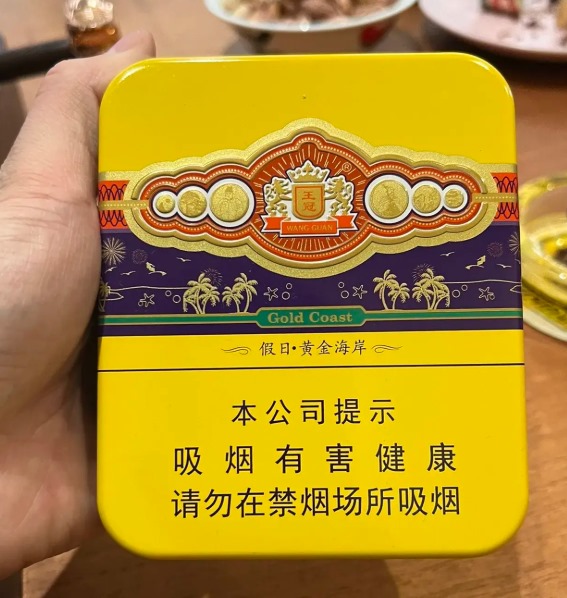 王冠
®
WANG GUAN
Gold Coast
假日•黄金海岸
本公司提示
吸烟有害健康
请勿在禁烟场所吸烟